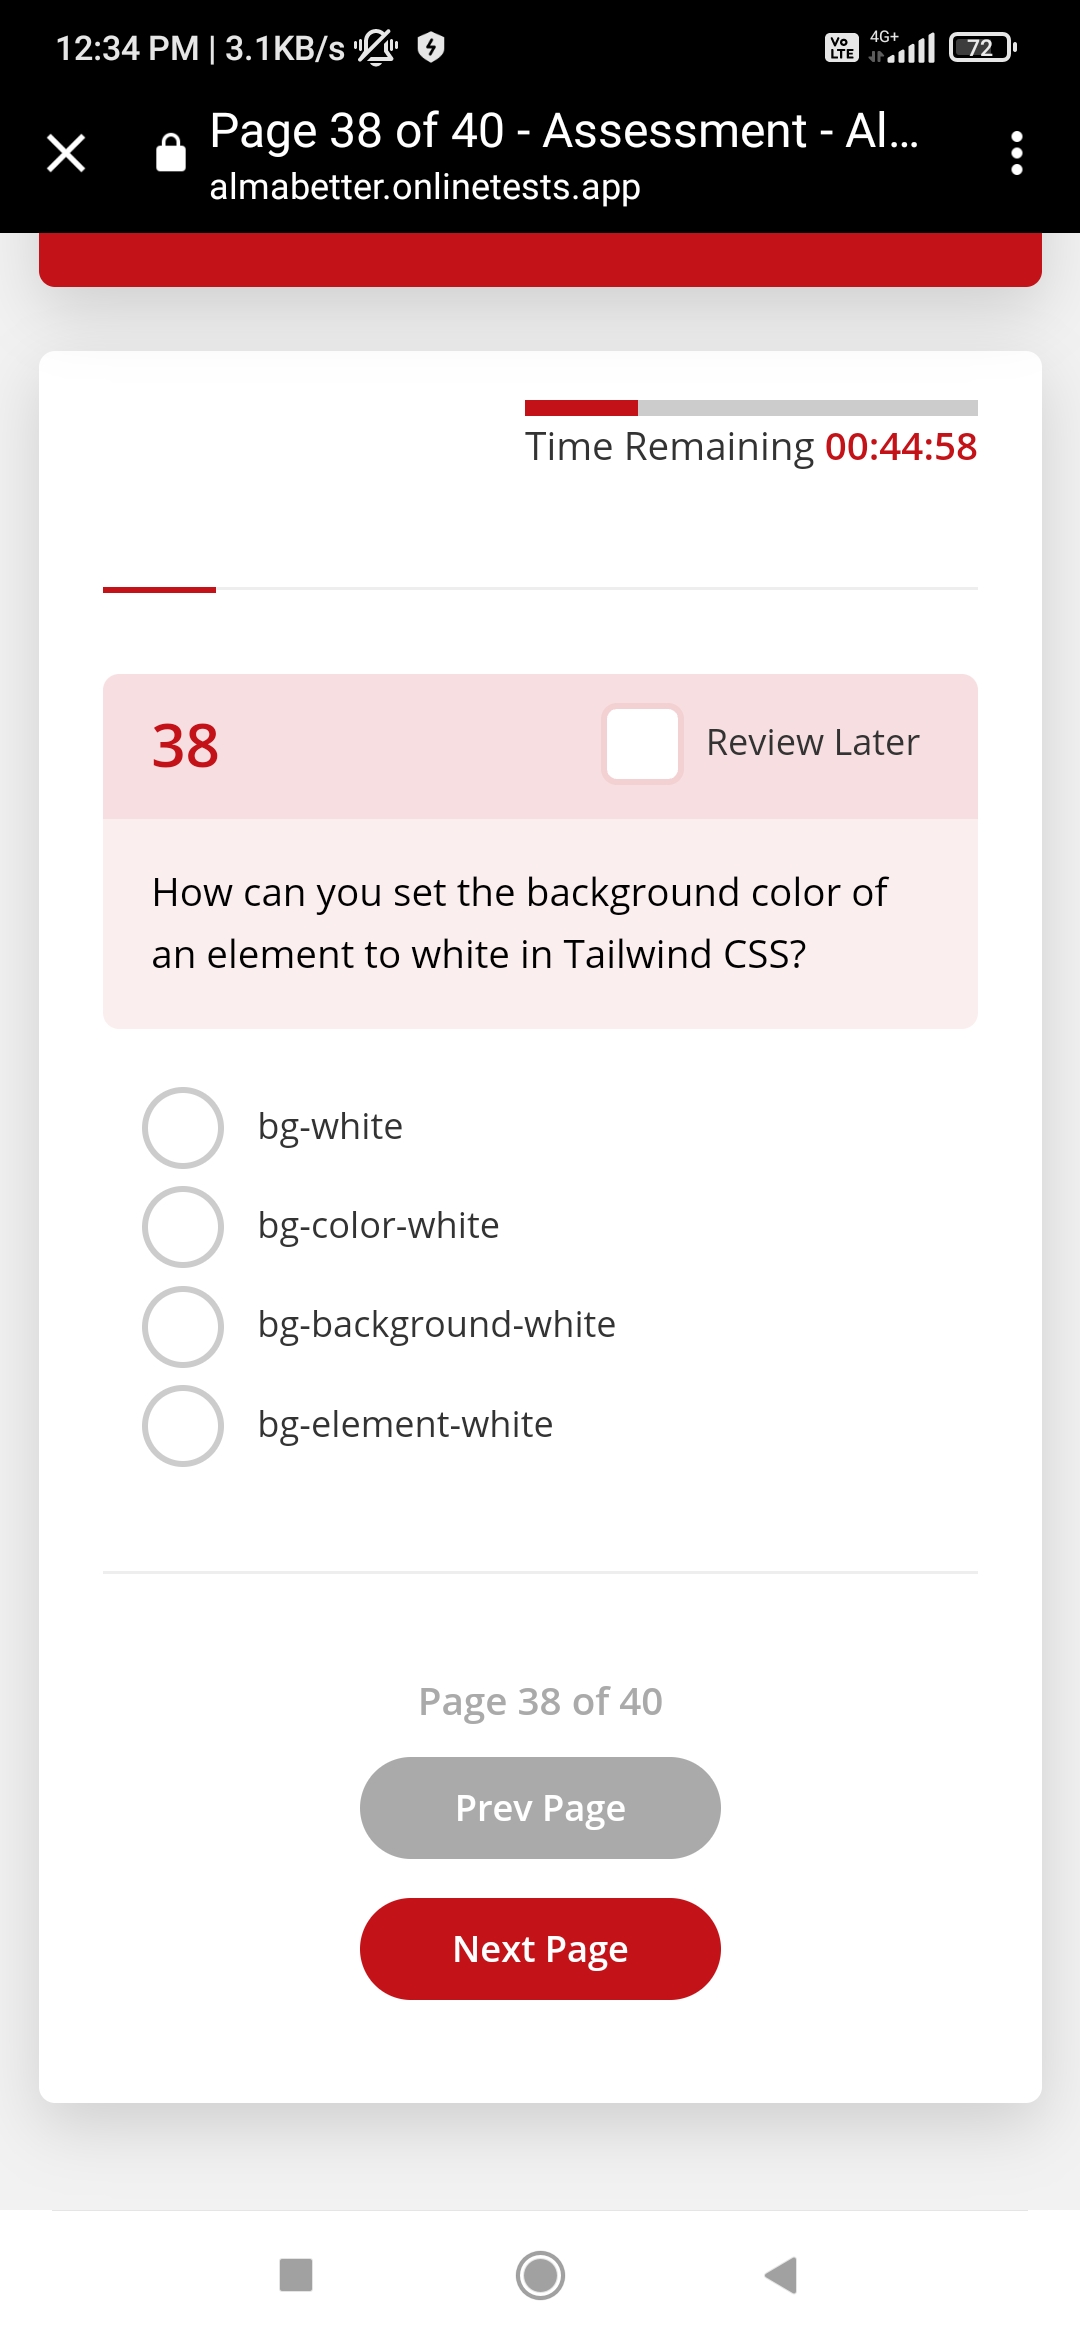 12:34 PM | 3.1KB/s
Vo LTE 4G+ 72
Page 38 of 40 - Assessment - Al...
almabetter.onlinetests.app
Time Remaining 00:44:58
38 Review Later
How can you set the background color of
an element to white in Tailwind CSS?
bg-white
bg-color-white
bg-background-white
bg-element-white
Page 38 of 40
Prev Page
Next Page